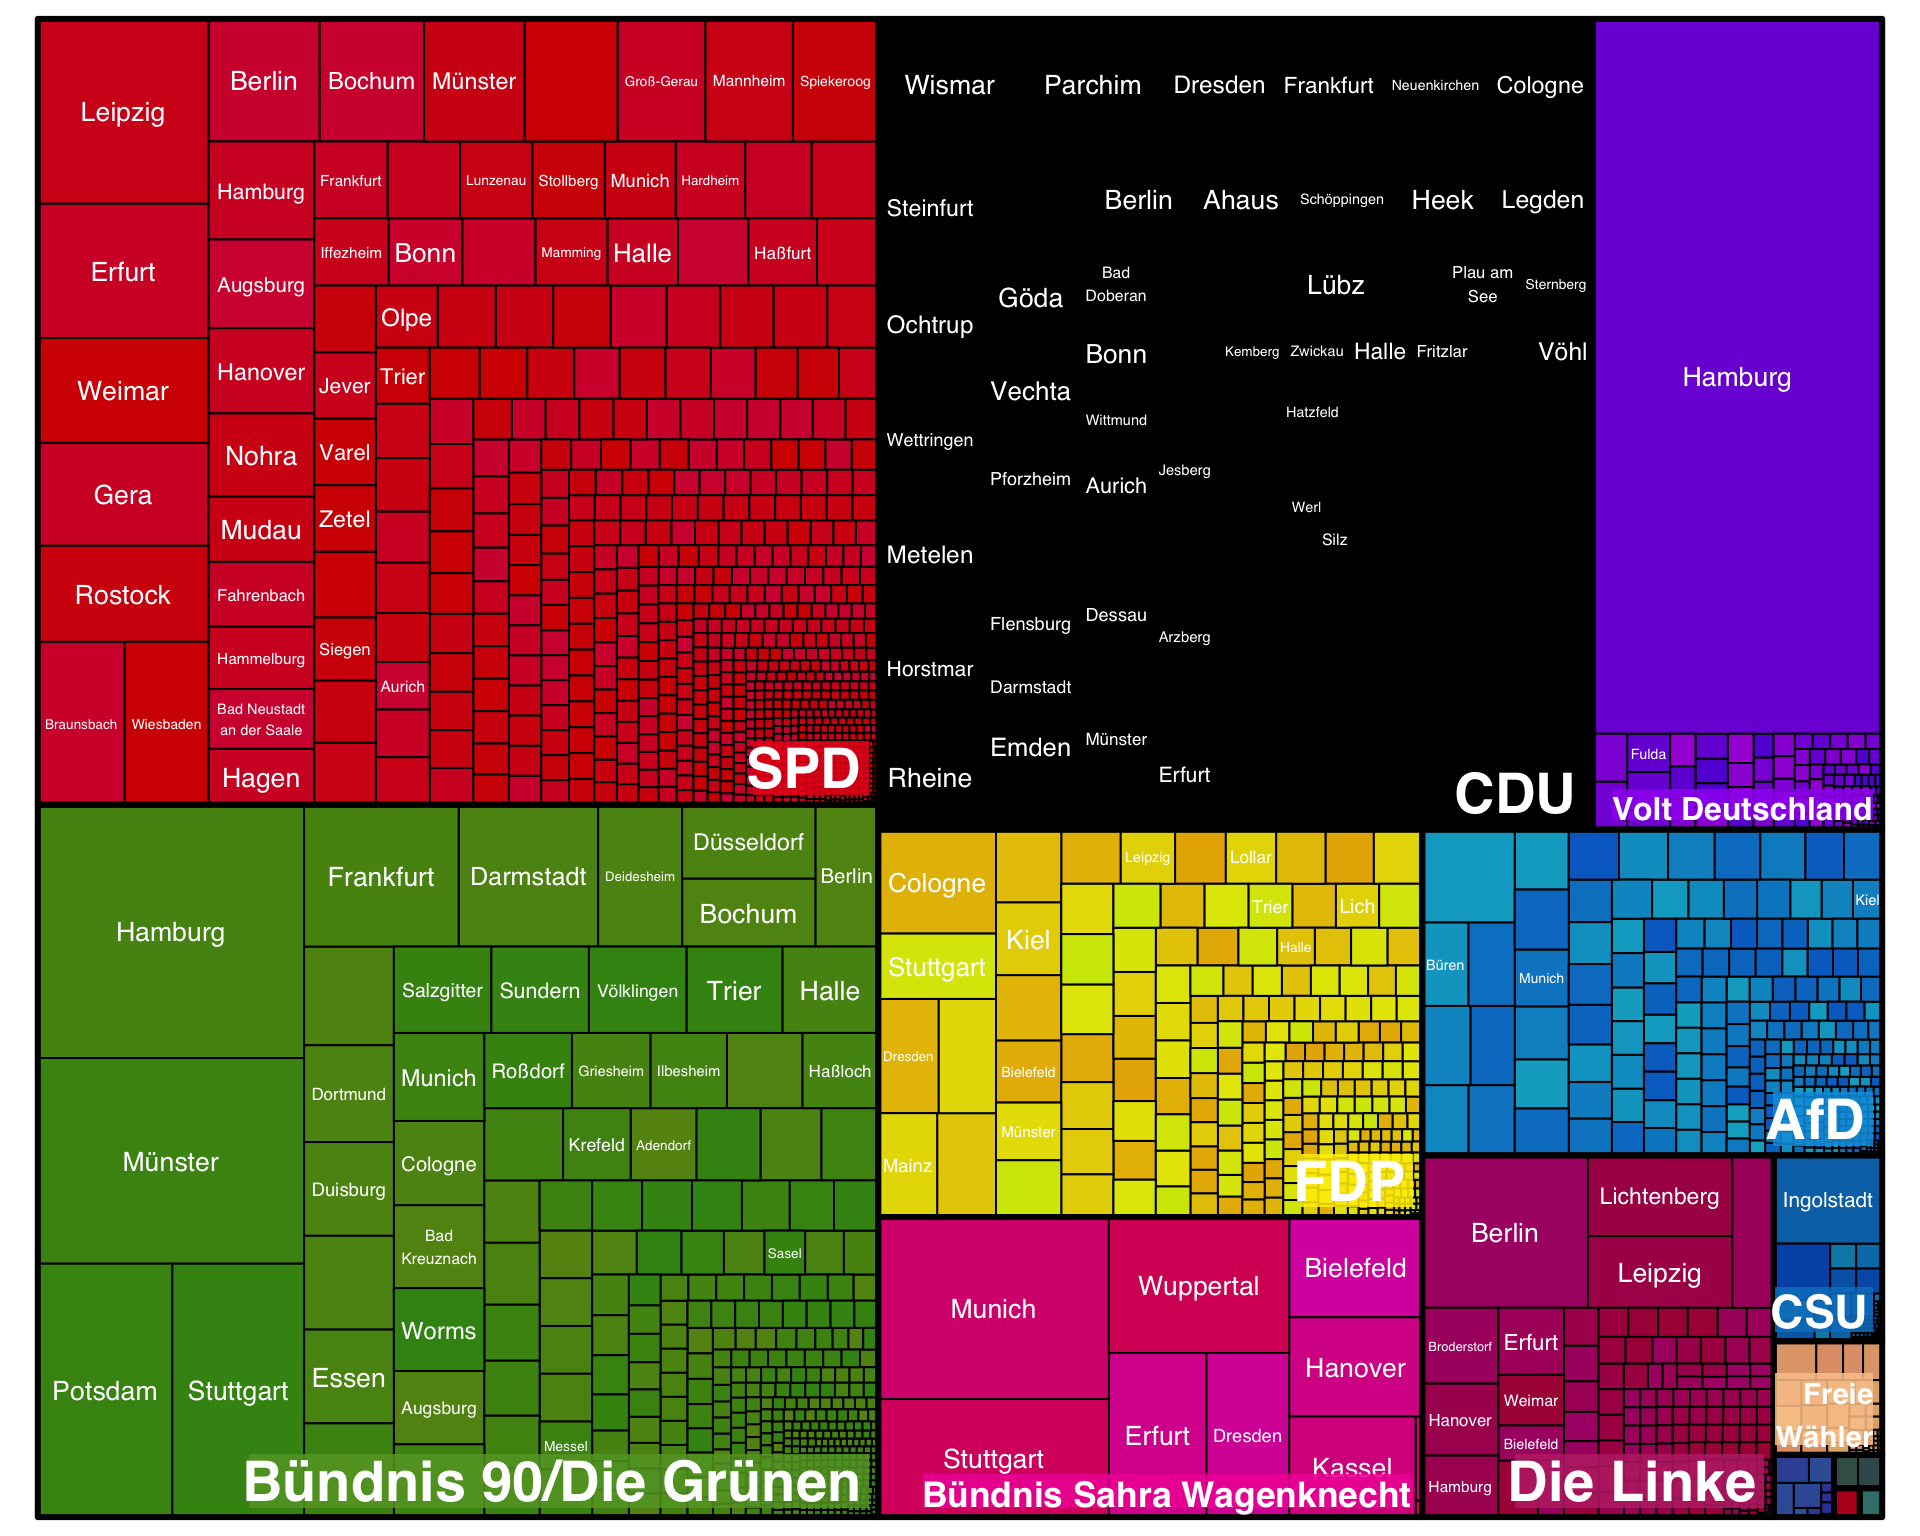 Leipzig
Erfurt
Weimar
Gera
Rostock
Braunsbach
Wiesbaden
Berlin
Bochum
Münster
Groß-Gerau
Mannheim
Spiekeroog
Hamburg
Augsburg
Hanover
Nohra
Mudau
Fahrenbach
Hammelburg
Bad Neustadt
an der Saale
Hagen
Frankfurt
Lunzenau
Stollberg
Munich
Hardheim
Iffezheim
Bonn
Mamming
Halle
Haßfurt
Olpe
Jever
Trier
Varel
Zetel
Siegen
Aurich
SPD
Wismar
Parchim
Dresden
Frankfurt
Neuenkirchen
Cologne
Steinfurt
Berlin
Ahaus
Schöppingen
Heek
Legden
Ochtrup
Göda
Bad
Doberan
Lübz
Plau am
See
Sternberg
Bonn
Kemberg
Zwickau
Halle
Fritzlar
Vöhl
Vechta
Wittmund
Hatzfeld
Wettringen
Pforzheim
Aurich
Jesberg
Werl
Silz
Metelen
Flensburg
Dessau
Arzberg
Horstmar
Darmstadt
Rheine
Emden
Münster
Erfurt
CDU
Hamburg
Fulda
Volt Deutschland
Hamburg
Münster
Potsdam
Stuttgart
Frankfurt
Darmstadt
Deidesheim
Düsseldorf
Bochum
Berlin
Salzgitter
Sundern
Völklingen
Trier
Halle
Dortmund
Duisburg
Essen
Munich
Cologne
Bad
Kreuznach
Worms
Augsburg
Roßdorf
Griesheim
Ilbesheim
Haßloch
Krefeld
Adendorf
Sasel
Messel
Bündnis 90/Die Grünen
Cologne
Stuttgart
Dresden
Mainz
Kiel
Bielefeld
Münster
Leipzig
Lollar
Trier
Lich
Halle
FDP
Büren
Munich
Kiel
AfD
Munich
Stuttgart
Wuppertal
Erfurt
Dresden
Bielefeld
Hanover
Kassel
Bündnis Sahra Wagenknecht
Berlin
Lichtenberg
Leipzig
Broderstorf
Hanover
Hamburg
Erfurt
Weimar
Bielefeld
Die Linke
Ingolstadt
CSU
Freie
Wähler